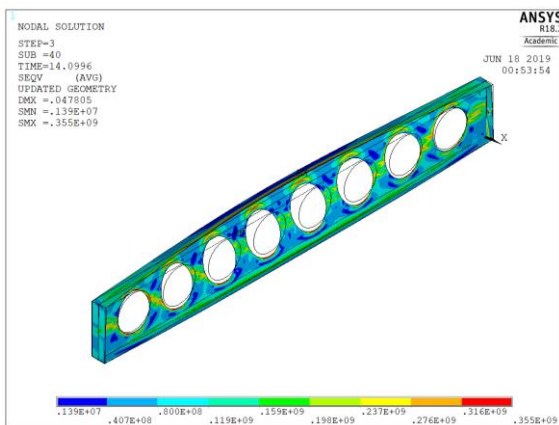 1
NODAL SOLUTION
STEP=3
SUB =40
TIME=14.0996
SEQV (AVG)
UPDATED GEOMETRY
DMX =.047805
SMN =.139E+07
SMX =.355E+09
ANSYS
Academic
JUN 18 2019
00:53:54
X
.139E+07 .800E+08 .159E+09 .237E+09 .316E+09
.407E+08 .119E+09 .198E+09 .276E+09 .355E+09